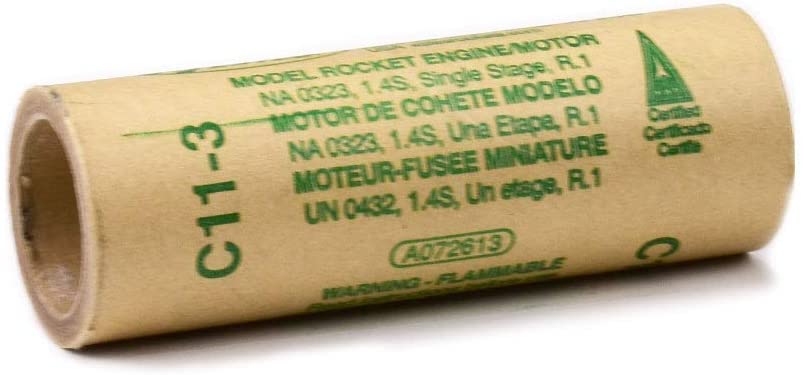 MODEL ROCKET ENGINE/MOTOR
NA 0323, 1.4S, Single Stage, R.1
MOTOR DE COHETE MODELO
NA 0323, 1.4S, Una Etapa, R.1
MOTEUR-FUSEE MINIATURE
UN 0432, 1.4S, Un etage, R.1
A072613
WARNING - FLAMMABLE
C11-3
Certified
Certificado
Certifie